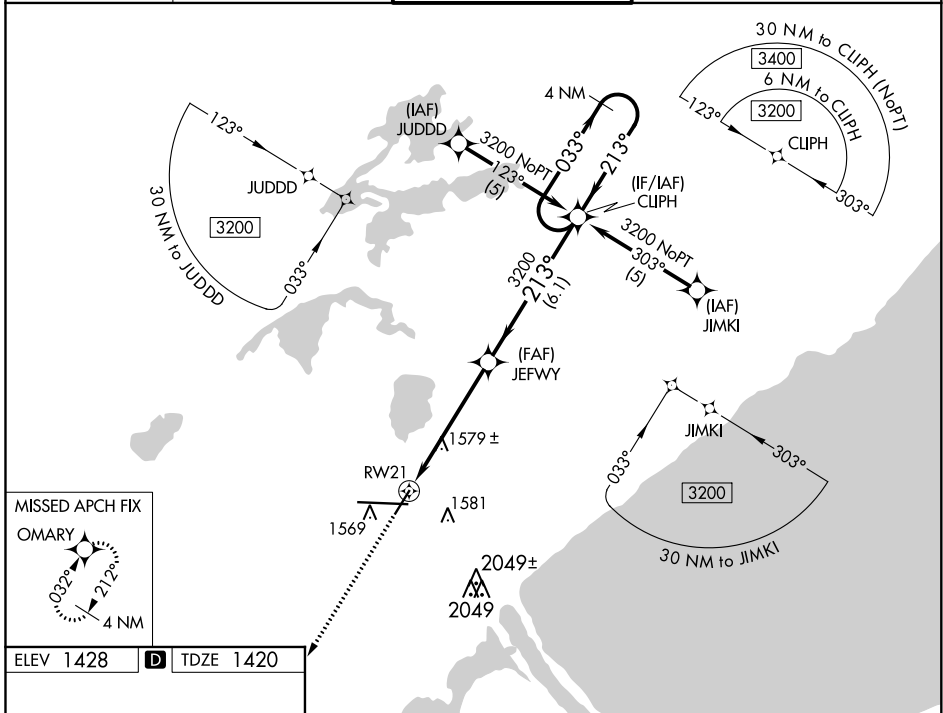 30 NM to CLIPH (NoPT)
3400
6 NM to CLIPH
3200
123°
CLIPH
303°
4 NM
(IAF)
JUDDD
3200 NoPT
123°
(5)
033°
213°
(IF/IAF)
CLIPH
123°
JUDDD
3200
30 NM to JUDDD
033°
3200 NoPT
303°
(5)
(IAF)
JIMKI
3200
213°
(6.1)
(FAF)
JEFWY
JIMKI
033°
303°
3200
30 NM to JIMKI
1579 ±
RW21
1569
1581
2049±
2049
MISSED APCH FIX
OMARY
032°
212°
4 NM
ELEV 1428 D TDZE 1420